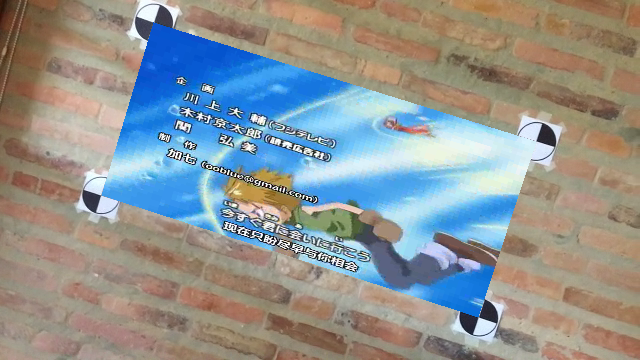 企画
川上大輔(フジテレビ)
木村京太郎(読売広告社)
関 弘美
制作
加七(ooblue@gmail.com)
今すぐ君に会いに行こう
现在只盼尽早与你相会